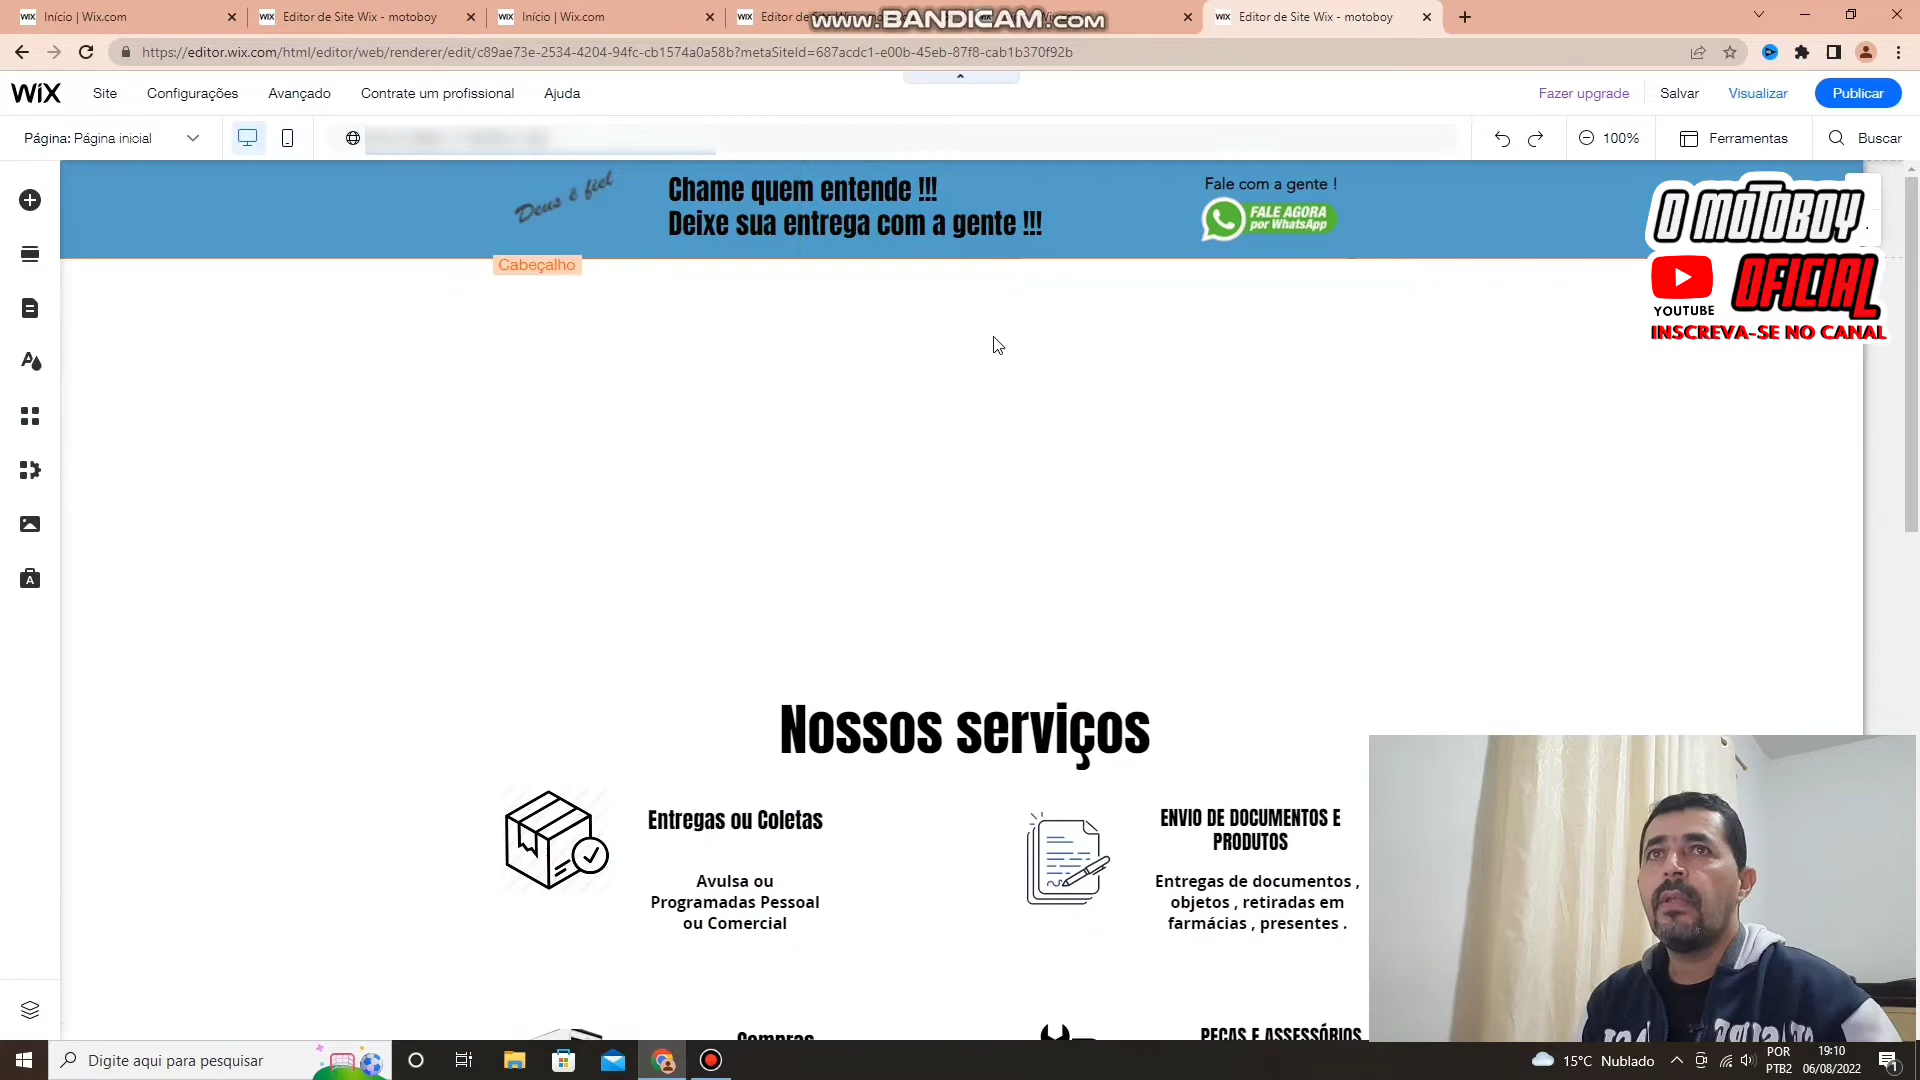 Início | Wix.com
Editor de Site Wix - motoboy
Início | Wix.com
Editor de Site Wix
Editor de Site Wix - motoboy
www.BANDICAM.com
https://editor.wix.com/html/editor/web/renderer/edit/c89ae73e-2534-4204-94fc-cb1574a0a58b?metaSiteId=687acdc1-e00b-45eb-87f8-cab1b370f92b
WIX
Site
Configurações
Avançado
Contrate um profissional
Ajuda
Fazer upgrade
Salvar
Visualizar
Publicar
Página: Página inicial
100%
Ferramentas
Buscar
Deus é fiel
Chame quem entende !!!
Deixe sua entrega com a gente !!!
Fale com a gente !
FALE AGORA
por WhatsApp
O MOTOBOY
OFICIAL
YOUTUBE
INSCREVA-SE NO CANAL
Cabeçalho
Nossos serviços
Entregas ou Coletas
Avulsa ou
Programadas Pessoal
ou Comercial
ENVIO DE DOCUMENTOS E
PRODUTOS
Entregas de documentos ,
objetos , retiradas em
farmácias , presentes .
Compras
PEÇAS E ASSESSÓRIOS
Digite aqui para pesquisar
15°C Nublado
POR
PTB2
19:10
06/08/2022
1